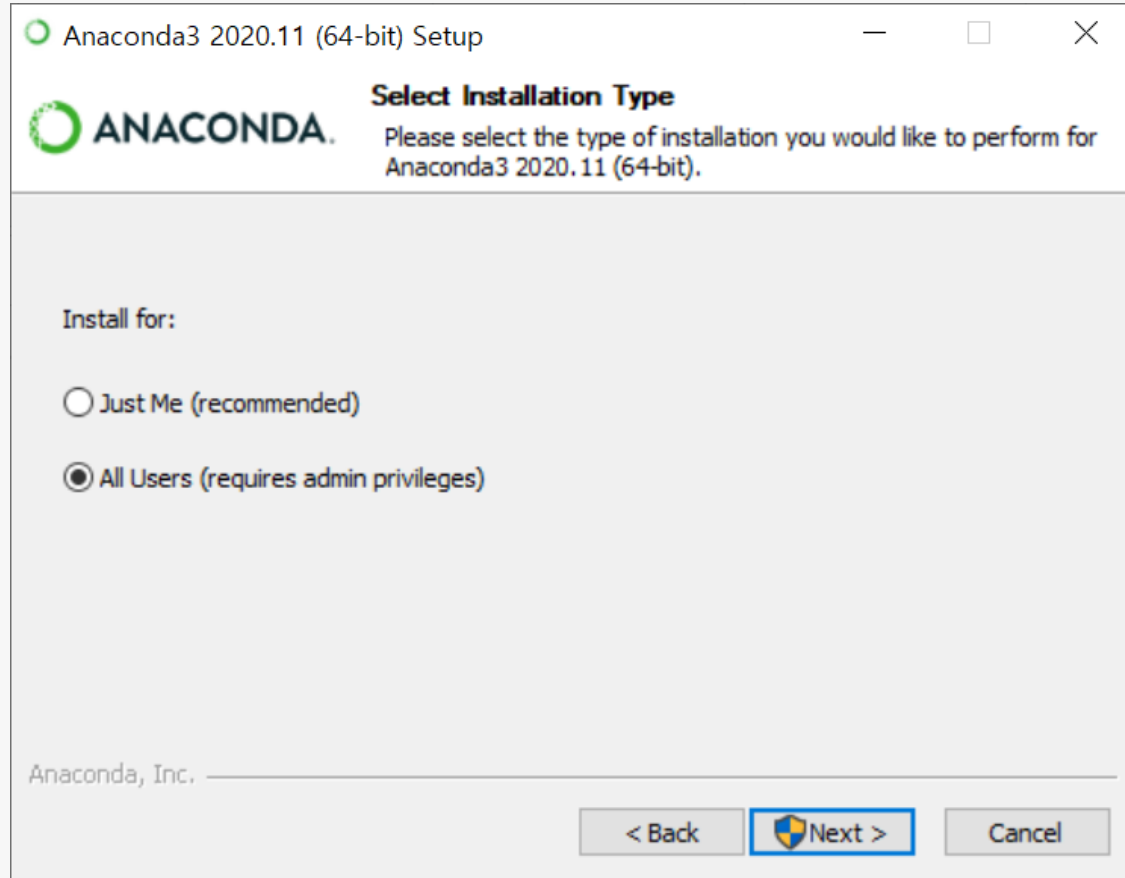 Anaconda3 2020.11 (64-bit) Setup
ANANCONDA.
Select Installation Type
Please select the type of installation you would like to perform for
Anaconda3 2020.11 (64-bit).
Install for:
Just Me (recommended)
All Users (requires admin privileges)
Anaconda, Inc.
< Back
Next >
Cancel